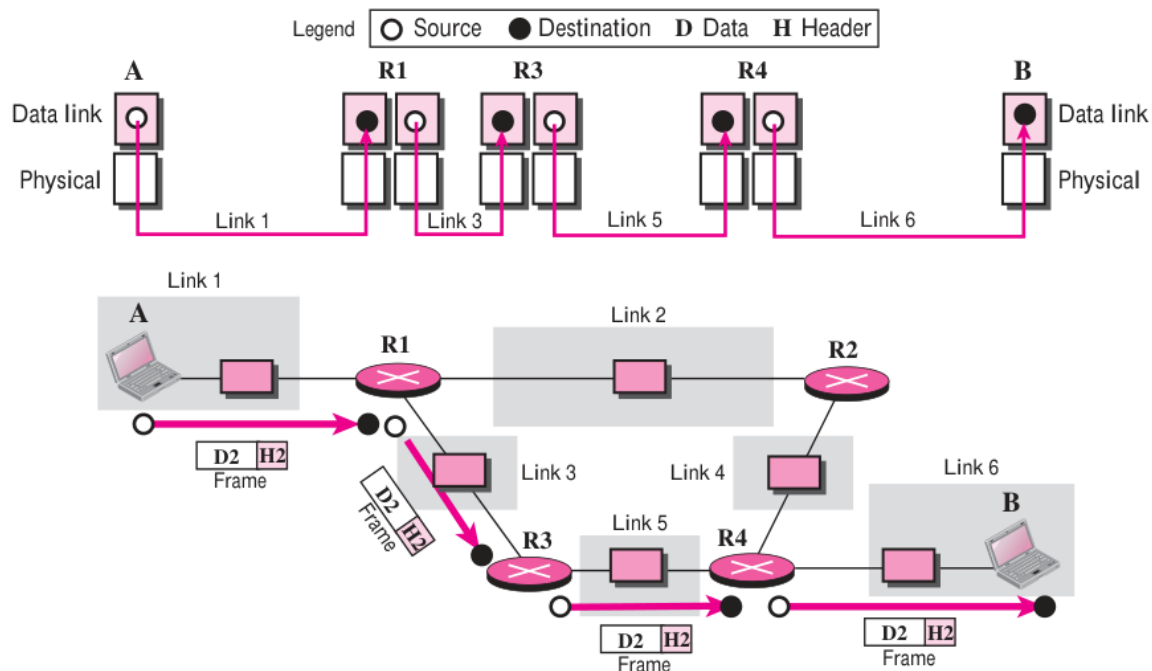 Legend Source Destination D Data H Header
A R1 R3 R4 B
Data link Data link
Physical Physical
Link 1 Link 3 Link 5 Link 6
Link 1
A
Link 2
R1 R2
D2 H2
Frame
Link 3
D2 H2
Frame
Link 4
Link 6
B
R3
Link 5
R4
D2 H2
Frame
D2 H2
Frame